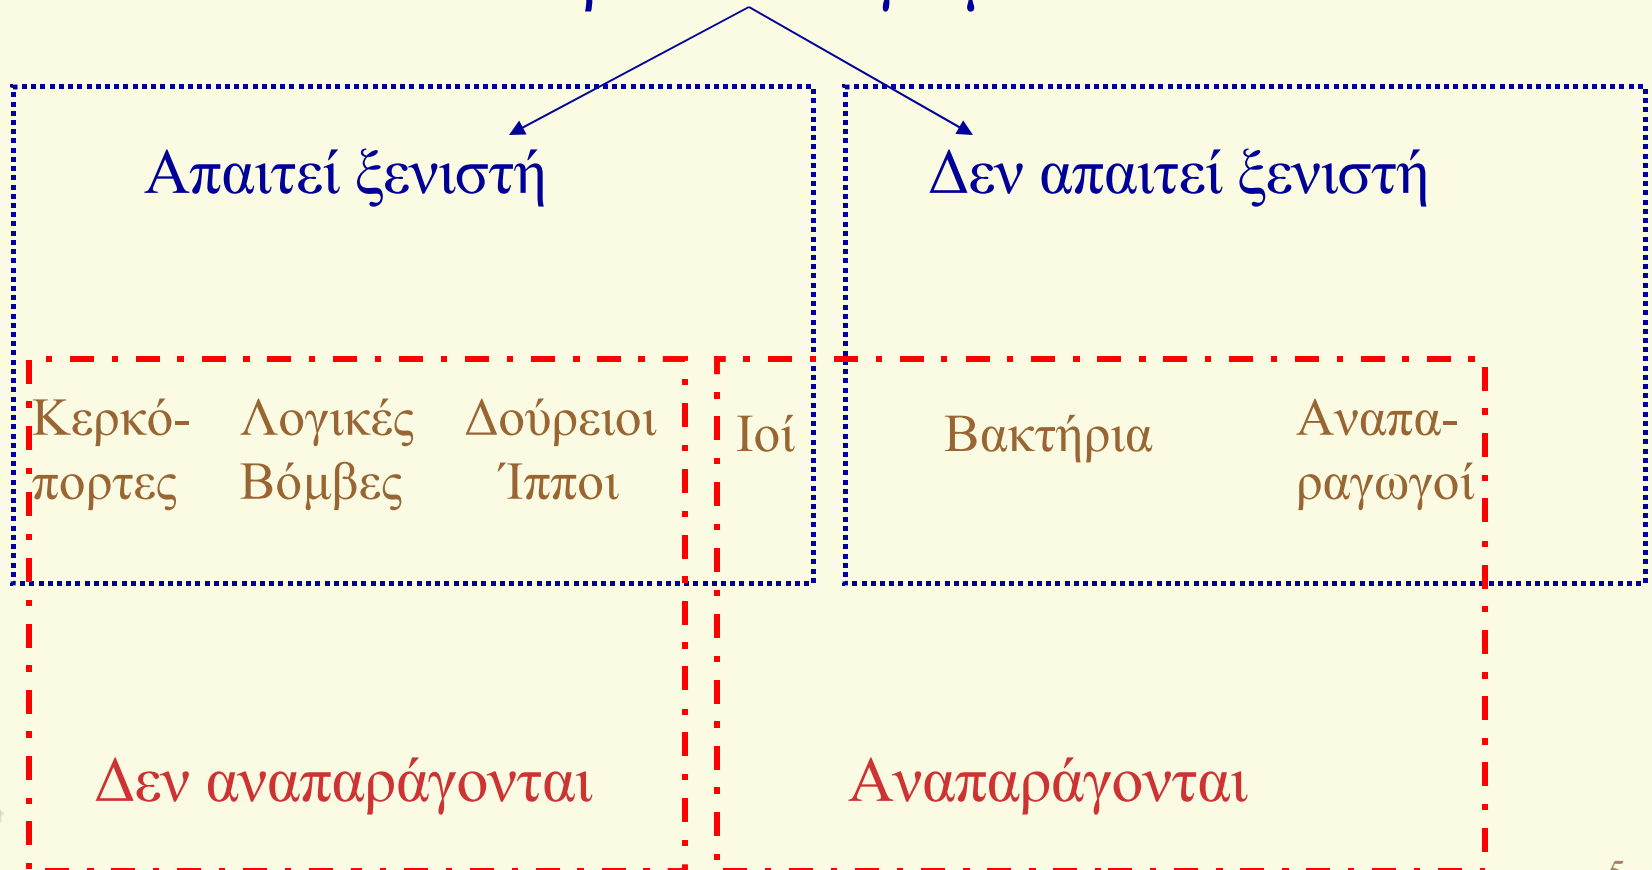 Απαιτεί ξενιστή
Δεν απαιτεί ξενιστή
Κερκό-
πορτες
Λογικές
Βόμβες
Δούρειοι
Ίπποι
Ιοί
Βακτήρια
Αναπα-
ραγωγοί
Δεν αναπαράγονται
Αναπαράγονται